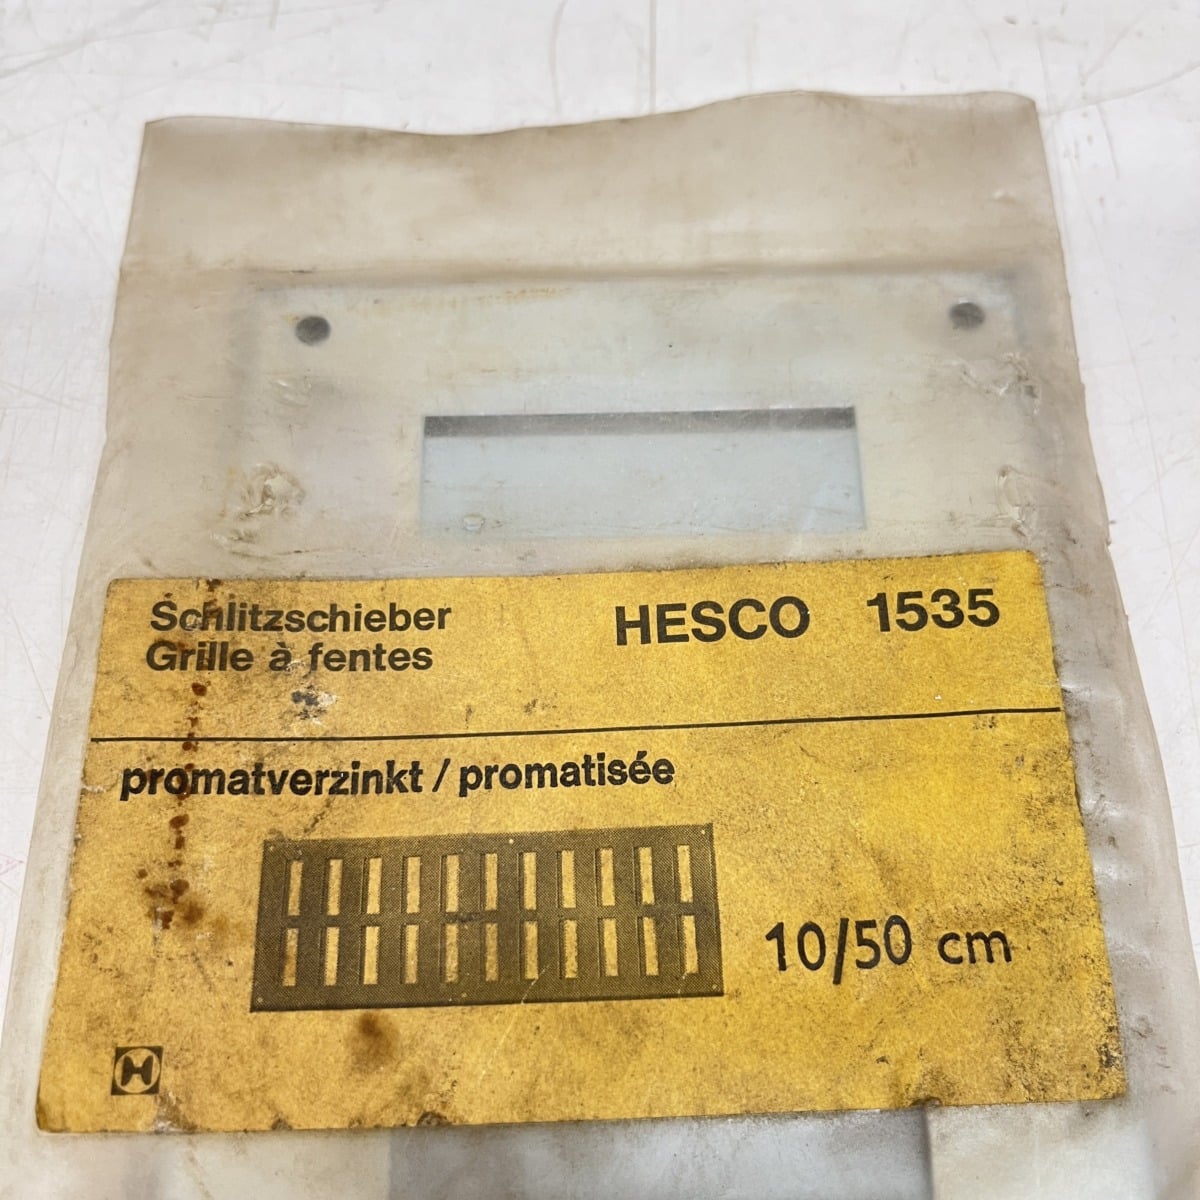 Schlitzschieber
Grille à fentes
HESCO 1535
promatverzinkt / promatisée
10/50 cm
H